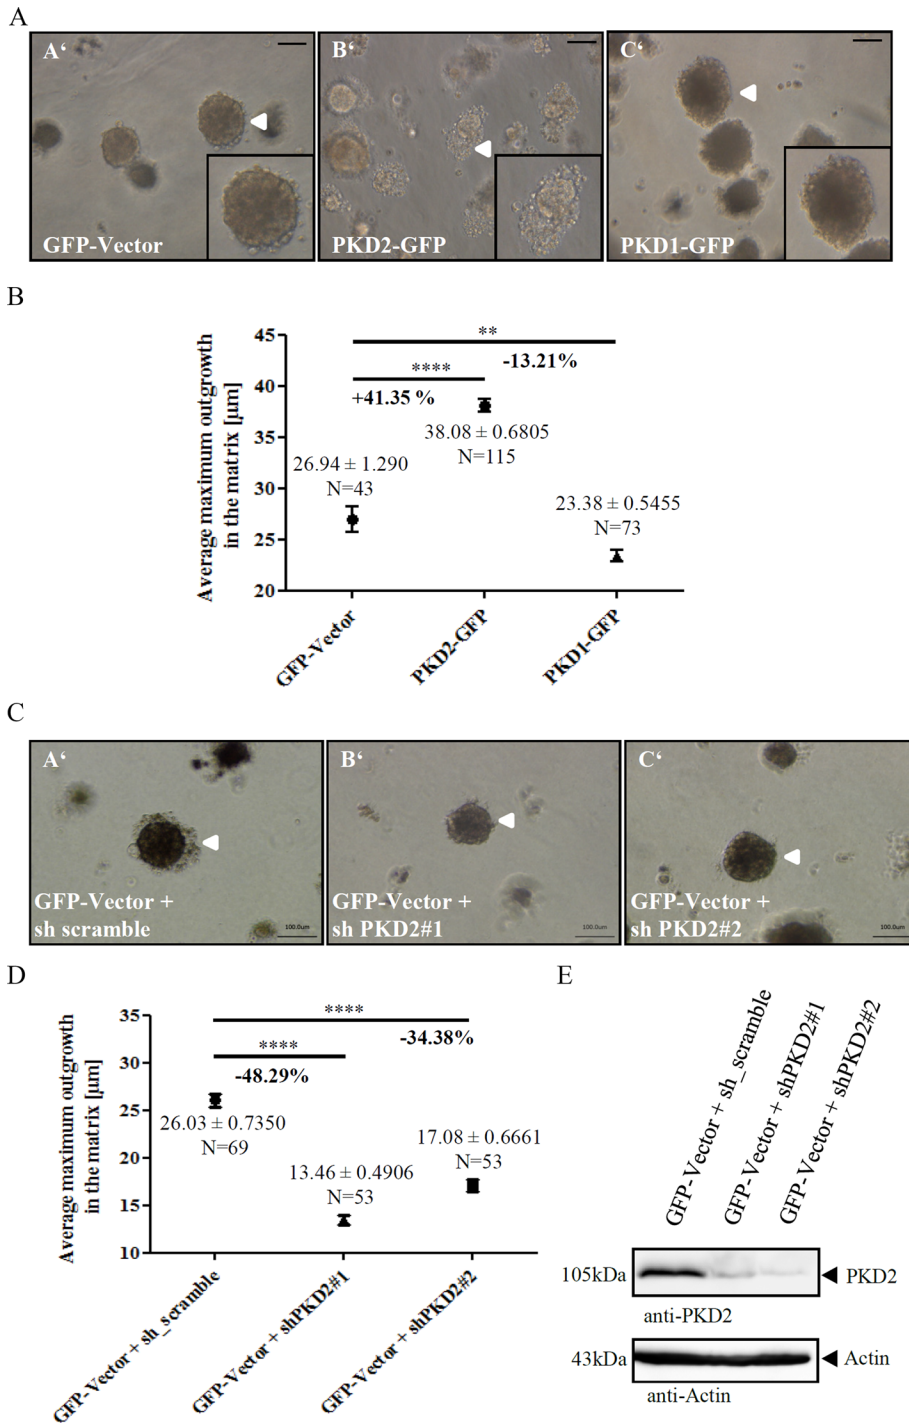 A
A‘
B‘
C‘
GFP-Vector
PKD2-GFP
PKD1-GFP
B
Average maximum outgrowth
in the matrix [µm]
45
40
35
30
25
20
**
-13.21%
****
+41.35 %
38.08 ± 0.6805
N=115
26.94 ± 1.290
N=43
23.38 ± 0.5455
N=73
GFP-Vector
PKD2-GFP
PKD1-GFP
C
A‘
B‘
C‘
GFP-Vector +
sh scramble
100.0um
GFP-Vector +
sh PKD2#1
100.0um
GFP-Vector +
sh PKD2#2
100.0um
D
Average maximum outgrowth
in the matrix [µm]
35
30
25
20
15
10
****
-34.38%
****
-48.29%
26.03 ± 0.7350
N=69
13.46 ± 0.4906
N=53
17.08 ± 0.6661
N=53
GFP-Vector + sh_scramble
GFP-Vector + shPKD2#1
GFP-Vector + shPKD2#2
E
GFP-Vector + sh_scramble
GFP-Vector + shPKD2#1
GFP-Vector + shPKD2#2
105kDa
PKD2
anti-PKD2
43kDa
Actin
anti-Actin